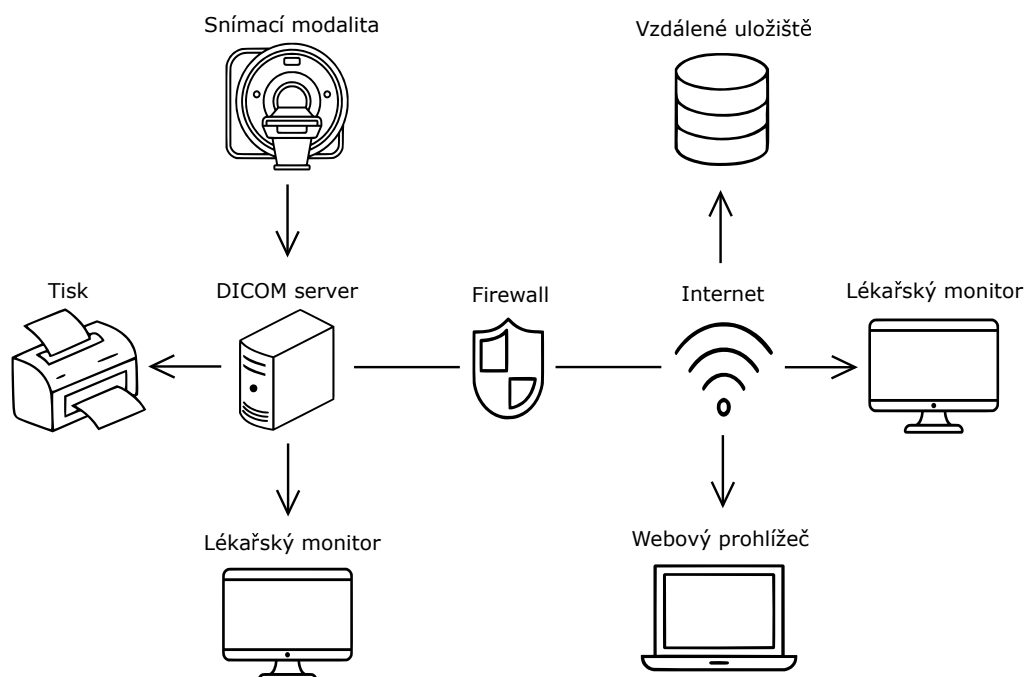 Snímací modalita
Vzdálené uložiště
Tisk
DICOM server
Firewall
Internet
Lékařský monitor
Lékařský monitor
Webový prohlížeč